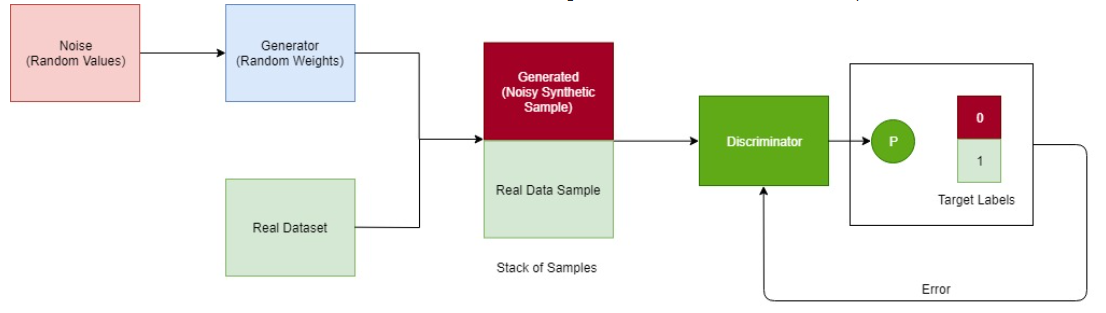 Noise
(Random Values)
Generator
(Random Weights)
Real Dataset
Generated
(Noisy Synthetic
Sample)
Real Data Sample
Stack of Samples
Discriminator
P
0
1
Target Labels
Error